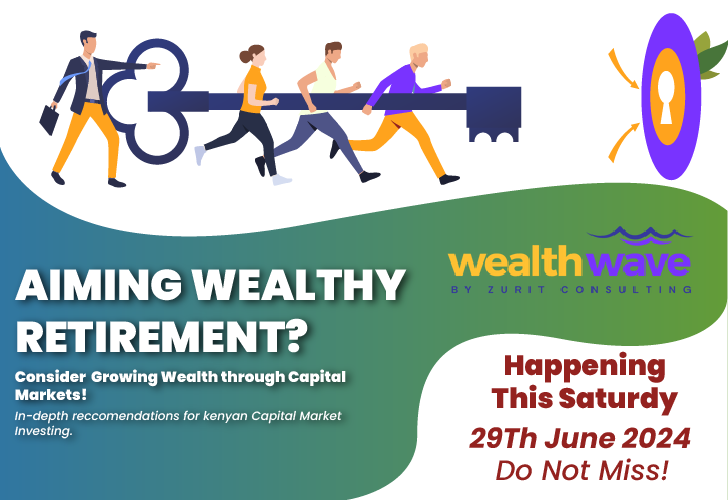 AIMING WEALTHY
RETIREMENT?
Consider Growing Wealth through Capital
Markets!
In-depth reccomendations for kenyan Capital Market
Investing.
wealthwave
BY ZURIT CONSULTING
Happening
This Saturdy
29Th June 2024
Do Not Miss!